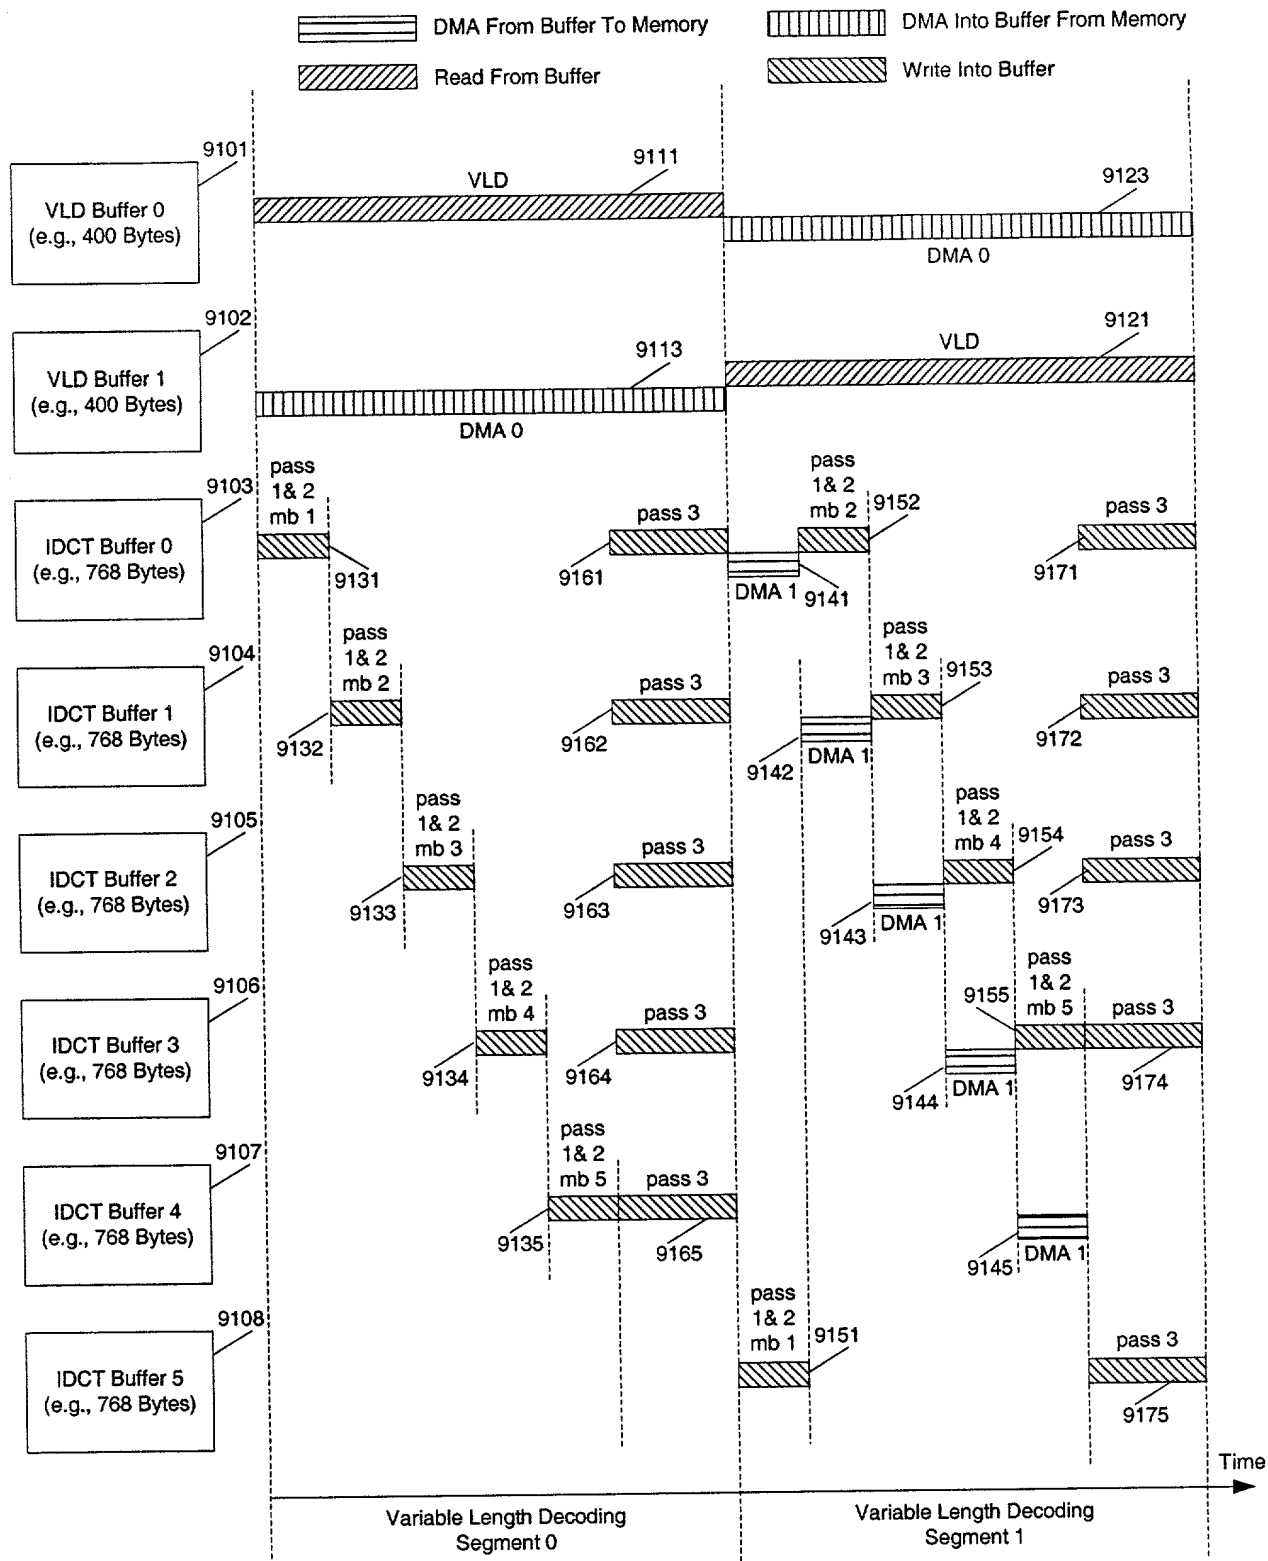 DMA From Buffer To Memory
DMA Into Buffer From Memory
Read From Buffer
Write Into Buffer
9101
9111
VLD
9123
VLD Buffer 0
(e.g., 400 Bytes)
DMA 0
9102
9121
VLD
9113
VLD Buffer 1
(e.g., 400 Bytes)
DMA 0
9103
pass
1& 2
mb 1
pass 3
pass
1& 2
mb 2
9152
pass 3
IDCT Buffer 0
(e.g., 768 Bytes)
9131
9161
DMA 1
9141
9171
9104
pass
1& 2
mb 2
pass 3
pass
1& 2
mb 3
9153
pass 3
IDCT Buffer 1
(e.g., 768 Bytes)
9132
9162
9142
DMA 1
9172
9105
pass
1& 2
mb 3
pass 3
pass
1& 2
mb 4
9154
pass 3
IDCT Buffer 2
(e.g., 768 Bytes)
9133
9163
9143
DMA 1
9173
9106
pass
1& 2
mb 4
pass 3
9155
pass
1& 2
mb 5
pass 3
IDCT Buffer 3
(e.g., 768 Bytes)
9134
9164
9144
DMA 1
9174
9107
pass
1& 2
mb 5
pass 3
IDCT Buffer 4
(e.g., 768 Bytes)
9135
9165
9145
DMA 1
9108
pass
1& 2
mb 1
9151
pass 3
IDCT Buffer 5
(e.g., 768 Bytes)
9175
Time
Variable Length Decoding
Segment 0
Variable Length Decoding
Segment 1